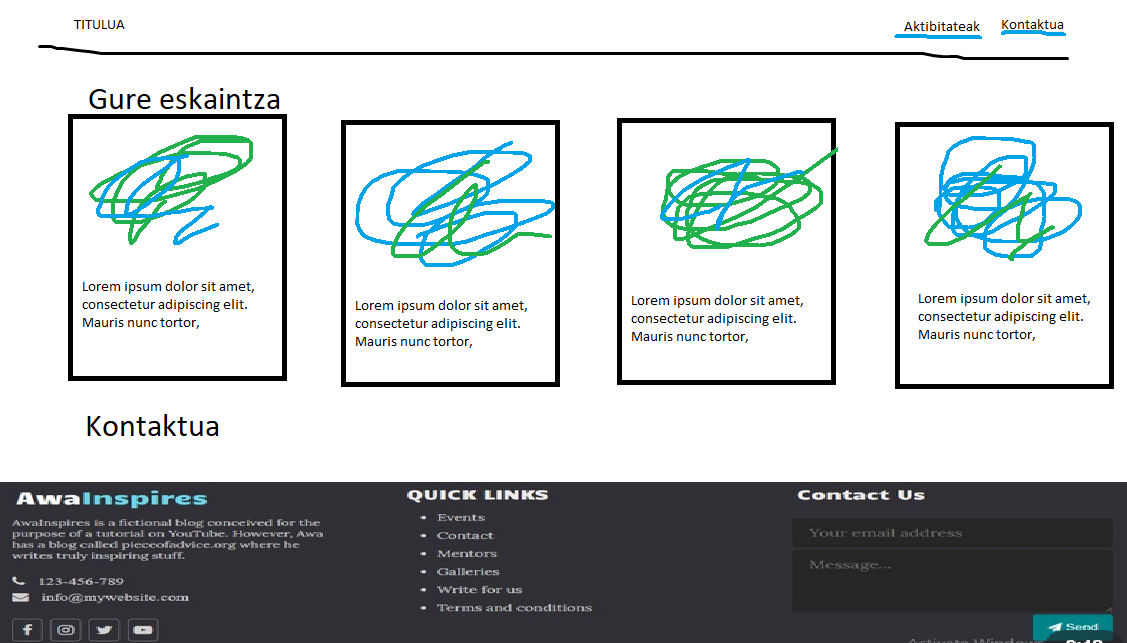 TITULUA
Aktibitateak
Kontaktua
Gure eskaintza
Lorem ipsum dolor sit amet,
consectetur adipiscing elit.
Mauris nunc tortor,
Lorem ipsum dolor sit amet,
consectetur adipiscing elit.
Mauris nunc tortor,
Lorem ipsum dolor sit amet,
consectetur adipiscing elit.
Mauris nunc tortor,
Lorem ipsum dolor sit amet,
consectetur adipiscing elit.
Mauris nunc tortor,
Kontaktua
AwaInspires
AwaInspires is a fictional blog conceived for the
purpose of a tutorial on YouTube. However, Awa
has a blog called pieceofadvice.org where he
writes truly inspiring stuff.
123-456-789
info@mywebsite.com
QUICK LINKS
Events
Contact
Mentors
Galleries
Write for us
Terms and conditions
Contact Us
Your email address
Message...
Send
Activate Window